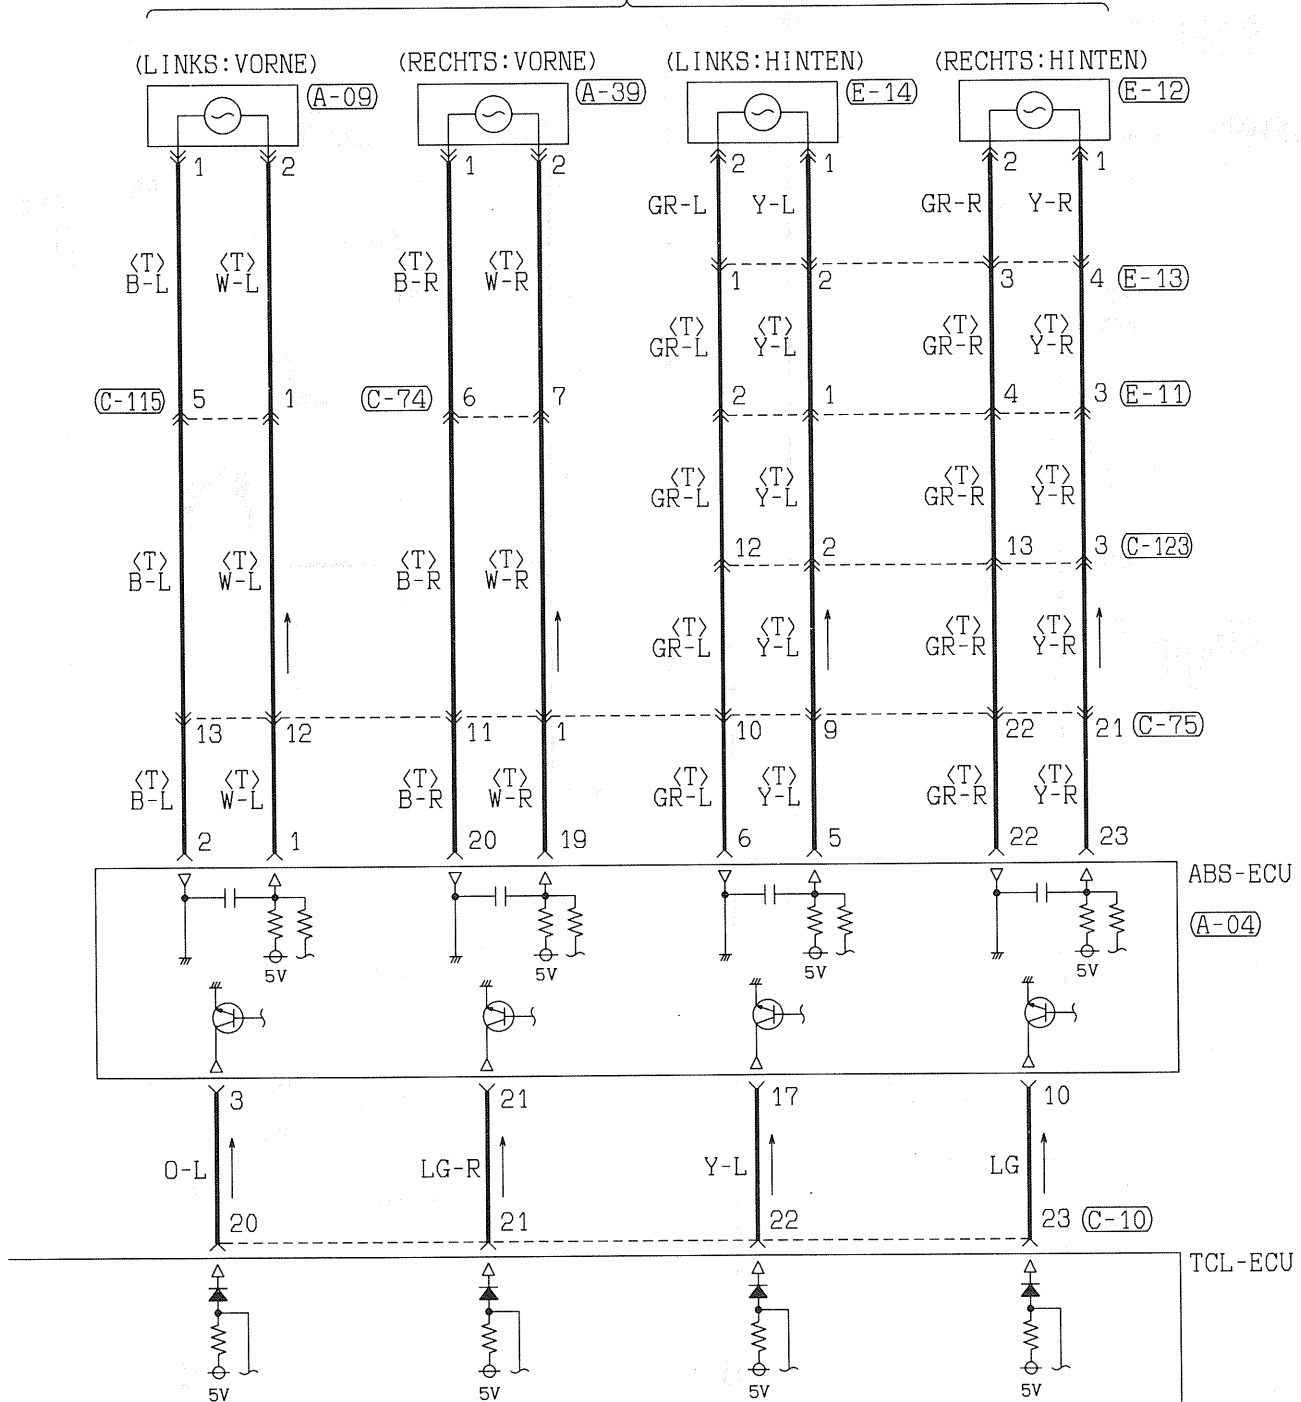 (LINKS:VORNE) (RECHTS:VORNE) (LINKS:HINTEN) (RECHTS:HINTEN)
A-09 A-39 E-14 E-12
1 2 1 2 2 1 2 1
GR-L Y-L GR-R Y-R
<T> <T> <T> <T>
B-L W-L B-R W-R
1 2 3 4 E-13
<T> <T> <T> <T>
GR-L Y-L GR-R Y-R
C-115 5 1 C-74 6 7 2 1 4 3 E-11
<T> <T> <T> <T>
GR-L Y-L GR-R Y-R
12 2 13 3 C-123
<T> <T> <T> <T>
B-L W-L B-R W-R
<T> <T> <T> <T>
GR-L Y-L GR-R Y-R
13 12 11 1 10 9 22 21 C-75
<T> <T> <T> <T> <T> <T> <T> <T>
B-L W-L B-R W-R GR-L Y-L GR-R Y-R
2 1 20 19 6 5 22 23
ABS-ECU
A-04
5V 5V 5V 5V
3 21 17 10
O-L LG-R Y-L LG
20 21 22 23 C-10
TCL-ECU
5V 5V 5V 5V